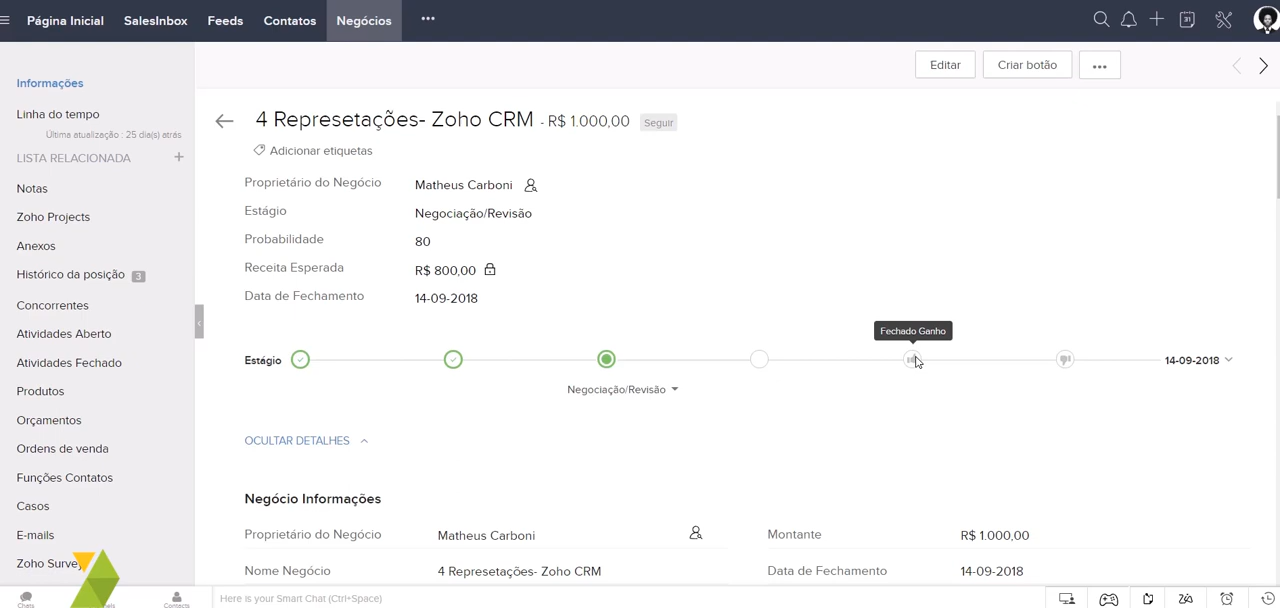 Página Inicial SalesInbox Feeds Contatos Negócios •••
31
Editar Criar botão •••
Informações
Linha do tempo
Última atualização : 25 dia(s) atrás
LISTA RELACIONADA +
Notas
Zoho Projects
Anexos
Histórico da posição 3
Concorrentes
Atividades Aberto
Atividades Fechado
Produtos
Orçamentos
Ordens de venda
Funções Contatos
Casos
E-mails
Zoho Survey
4 Represetações- Zoho CRM - R$ 1.000,00 Seguir
Adicionar etiquetas
Proprietário do Negócio Matheus Carboni
Estágio Negociação/Revisão
Probabilidade 80
Receita Esperada R$ 800,00
Data de Fechamento 14-09-2018
Fechado Ganho
Estágio 14-09-2018
Negociação/Revisão
OCULTAR DETALHES
Negócio Informações
Proprietário do Negócio Matheus Carboni Montante R$ 1.000,00
Nome Negócio 4 Represetações- Zoho CRM Data de Fechamento 14-09-2018
Chats Contacts Here is your Smart Chat (Ctrl+Space)